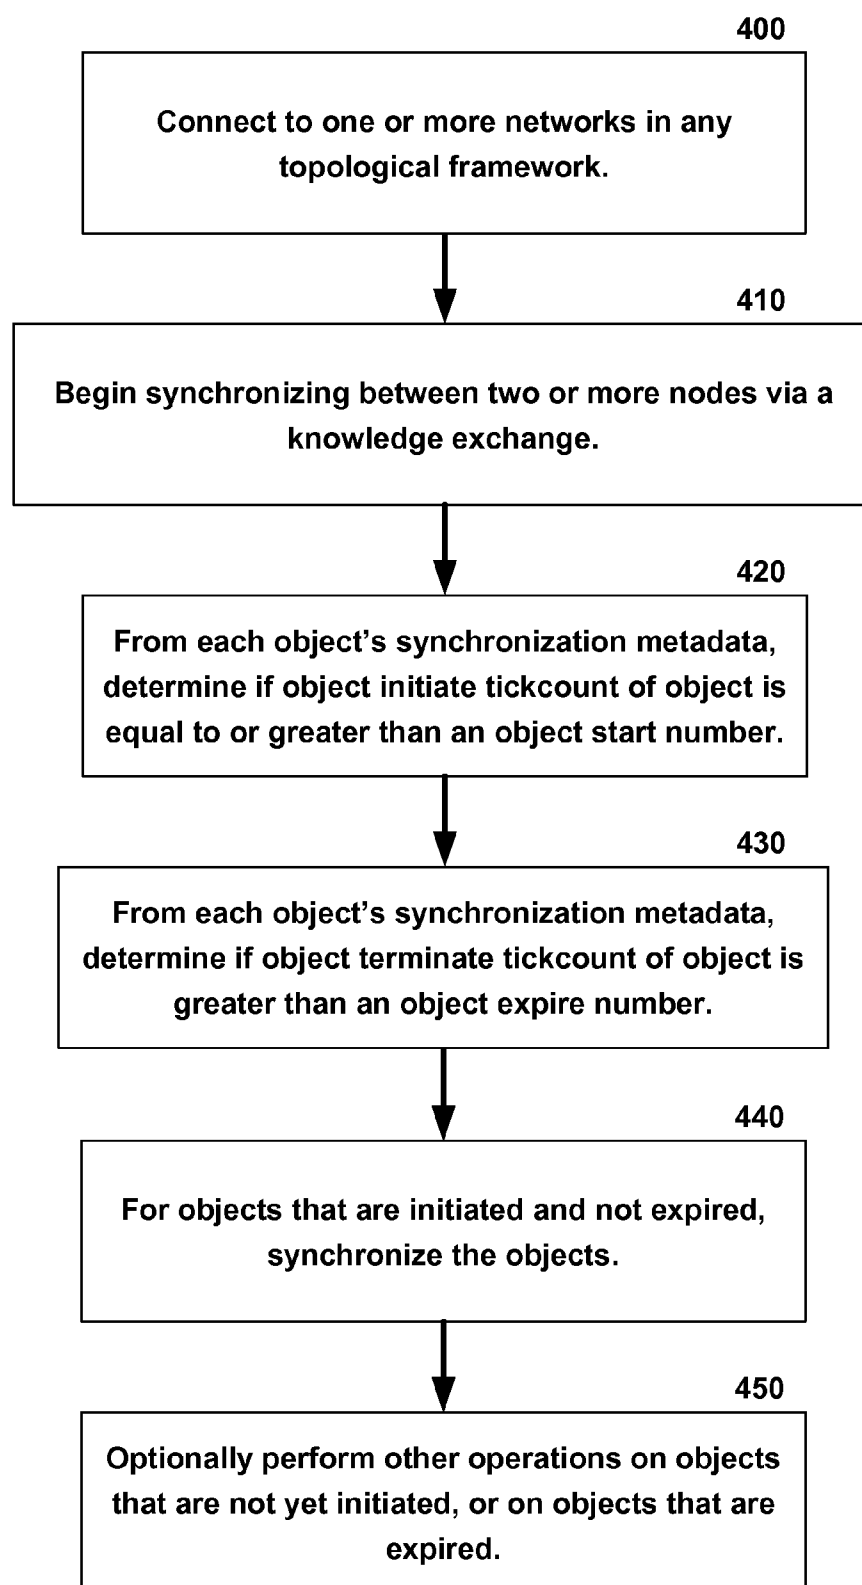 400
Connect to one or more networks in any
topological framework.
410
Begin synchronizing between two or more nodes via a
knowledge exchange.
420
From each object's synchronization metadata,
determine if object initiate tickcount of object is
equal to or greater than an object start number.
430
From each object's synchronization metadata,
determine if object terminate tickcount of object is
greater than an object expire number.
440
For objects that are initiated and not expired,
synchronize the objects.
450
Optionally perform other operations on objects
that are not yet initiated, or on objects that are
expired.